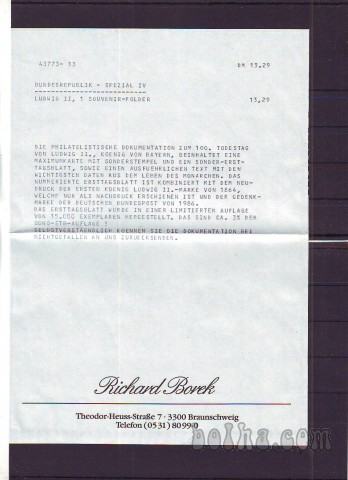 43773- 33 DM 13,29
BUNDESREPUBLIK - SPEZIAL IV
LUDWIG II, 1 SOUVENIR-FOLDER 13,29
DIE PHILATELISTISCHE DOKUMENTATION ZUM 100. TODESTAG
VON LUDWIG II., KOENIG VON BAYERN, BEINHALTET EINE
MAXIMUMKARTE MIT SONDERSTEMPEL UND EIN SONDER-ERST-
TAGSBLATT, SOWIE EINEN AUSFUEHRLICHEN TEXT MIT DEN
WICHTIGSTEN DATEN AUS DEM LEBEN DES MONARCHEN. DAS
NUMERIERTE ERSTTAGSBLATT IST KOMBINIERT MIT DEM NEU-
DRUCK DER ERSTEN KOENIG LUDWIG II.-MARKE VON 1864,
WELCHE NUR ALS NACHDRUCK ERSCHIENEN IST UND DER GEDENK-
MARKE DER DEUTSCHEN BUNDESPOST VON 1986.
DAS ERSTTAGSBLATT WURDE IN EINER LIMITIERTEN AUFLAGE
VON 15.000 EXEMPLAREN HERGESTELLT. DAS SIND CA. 3% DER
BUND-ETB-AUFLAGE !
SELBSTVERSTAENDLICH KOENNEN SIE DIE DOKUMENTATION BEI
NICHTGEFALLEN AN UNS ZURUECKSENDEN.
Richard Borek
Theodor-Heuss-Straße 7 · 3300 Braunschweig
Telefon (0531) 80990
bolha.com